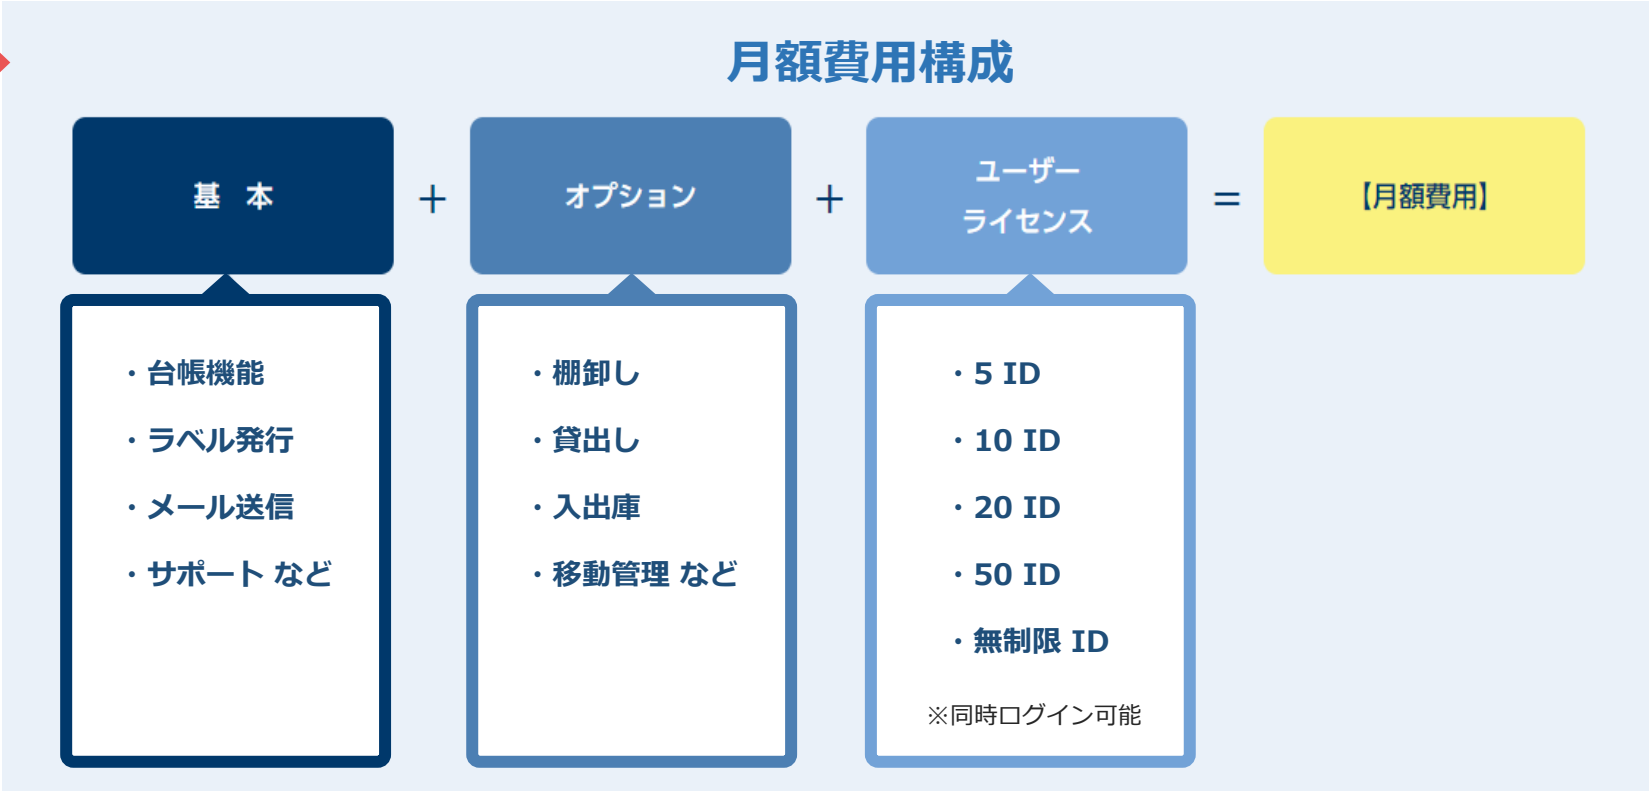 月額費用構成
基 本
+
オプション
+
ユーザー
ライセンス
=
【月額費用】
・台帳機能
・ラベル発行
・メール送信
・サポート など
・棚卸し
・貸出し
・入出庫
・移動管理 など
・5 ID
・10 ID
・20 ID
・50 ID
・無制限 ID
※同時ログイン可能